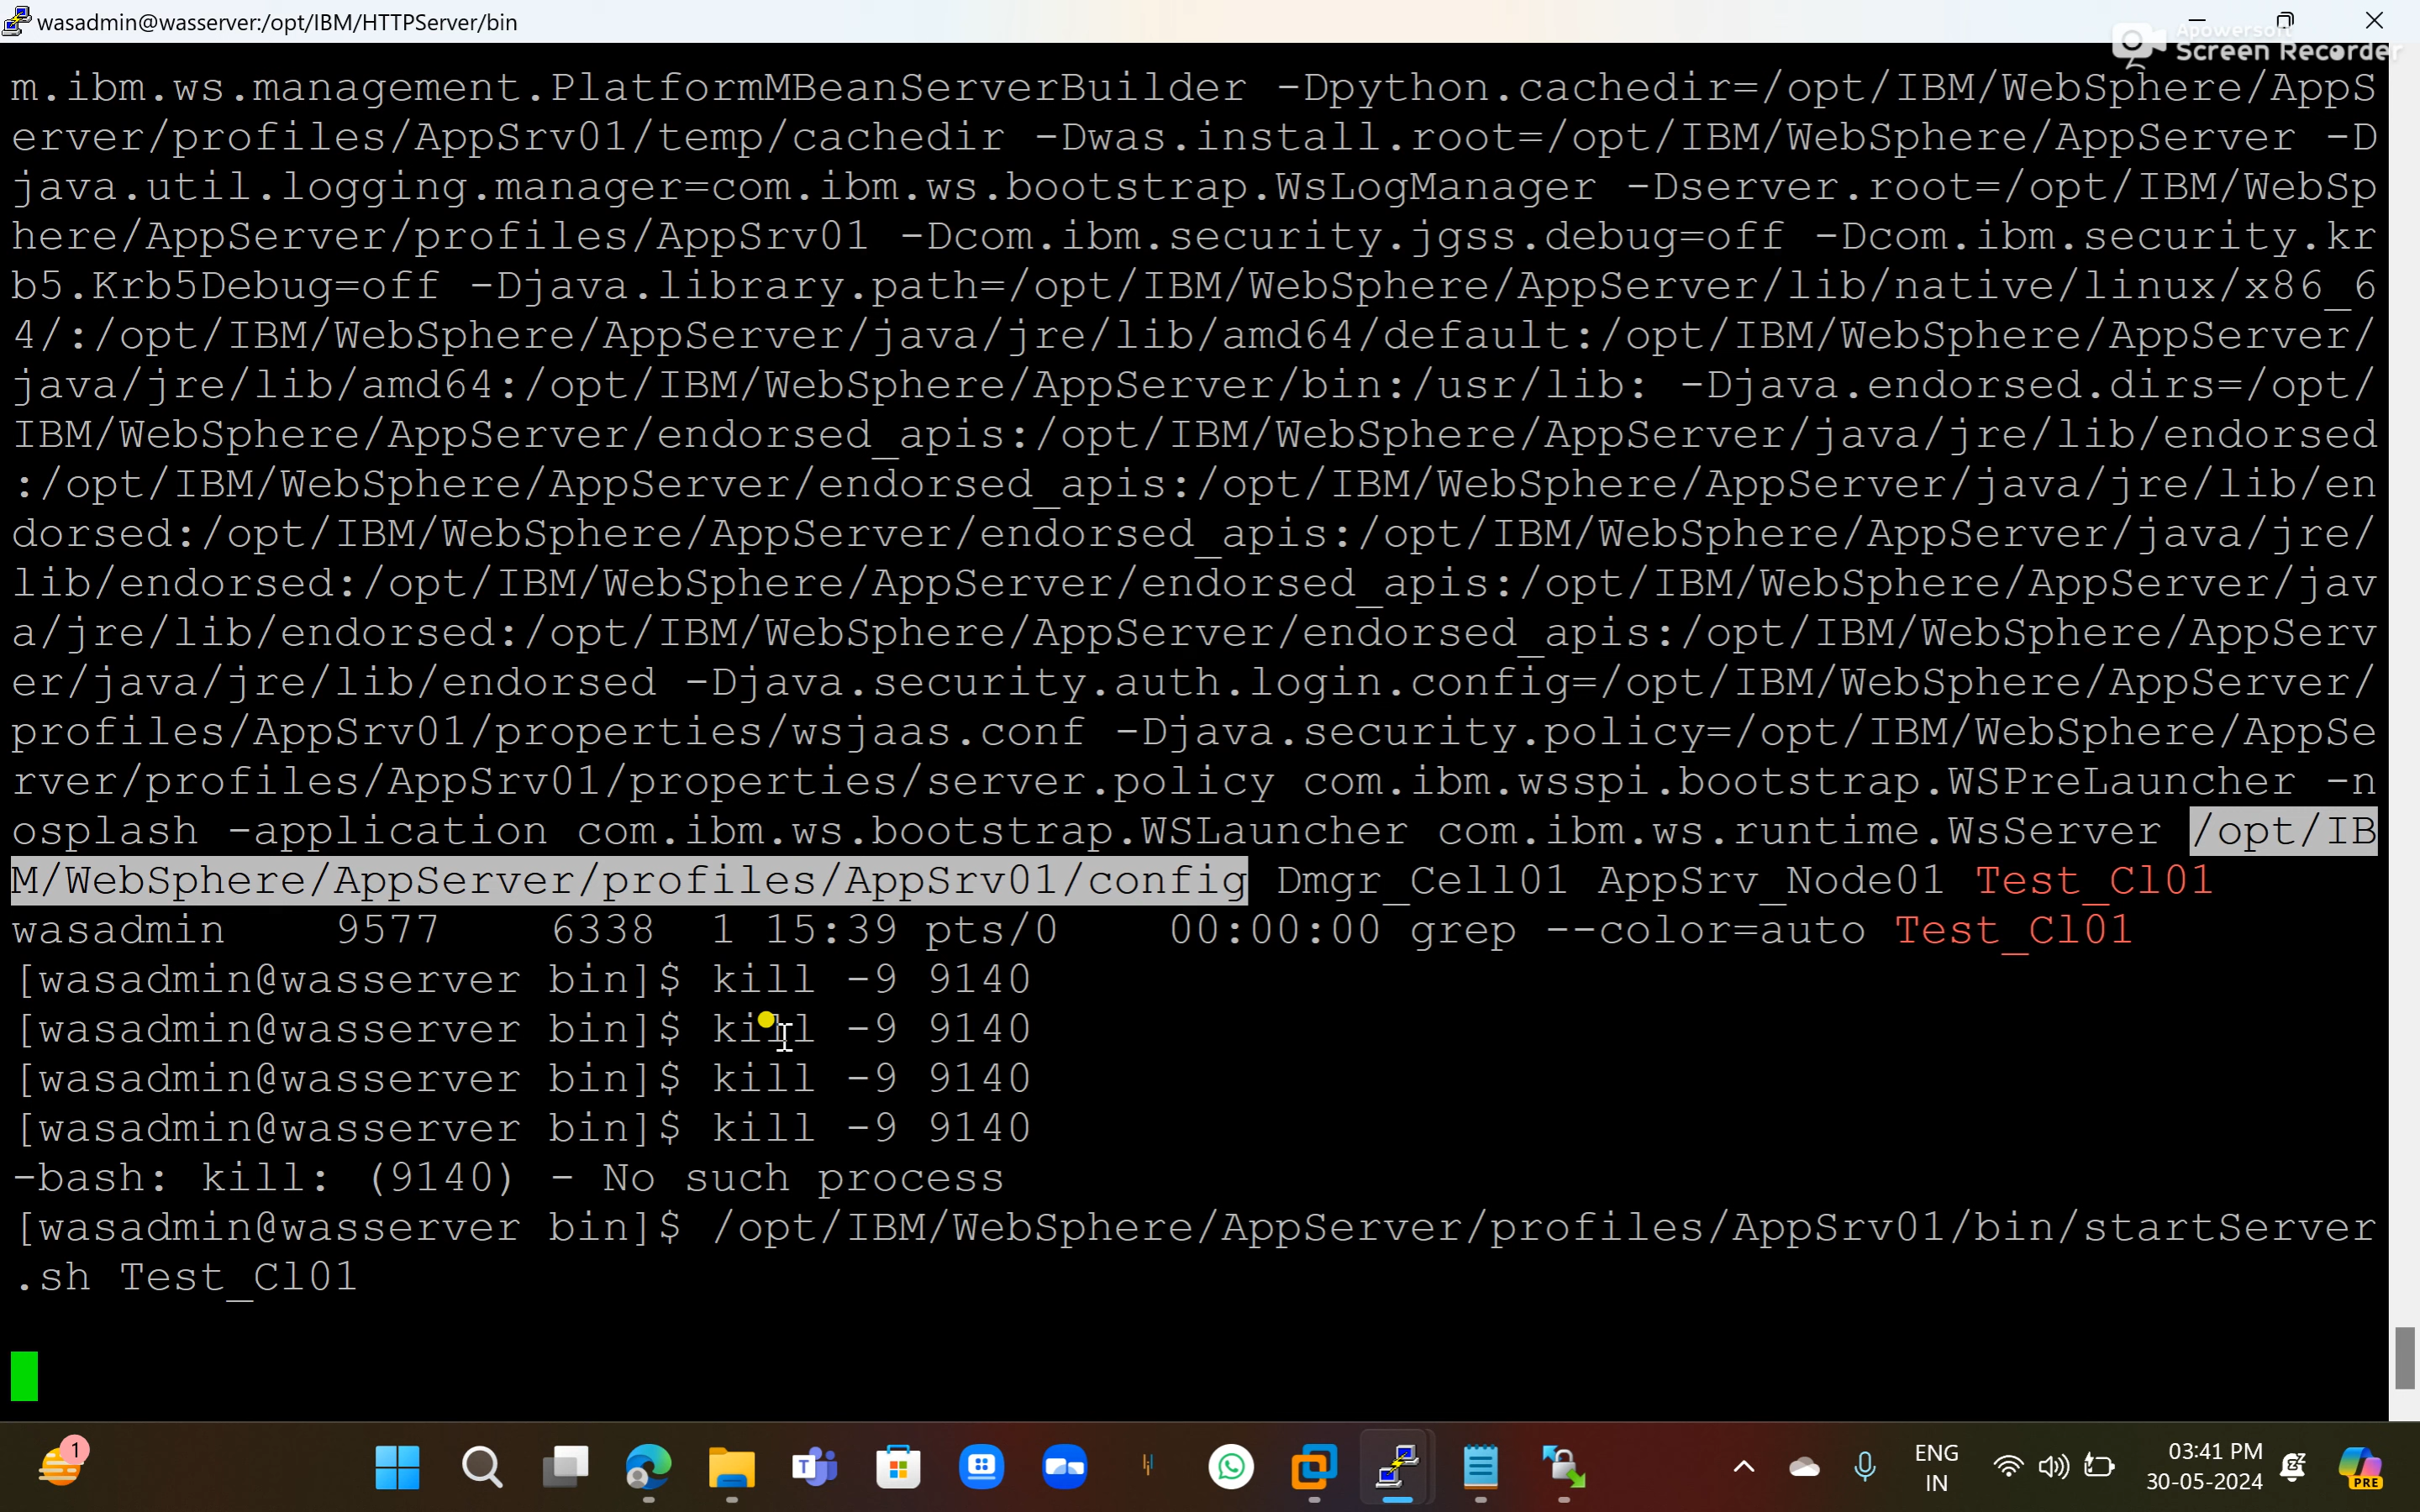 wasadmin@wasserver:/opt/IBM/HTTPServer/bin
Apowersoft
Screen Recorder
m.ibm.ws.management.PlatformMBeanServerBuilder -Dpython.cachedir=/opt/IBM/WebSphere/AppS
erver/profiles/AppSrv01/temp/cachedir -Dwas.install.root=/opt/IBM/WebSphere/AppServer -D
java.util.logging.manager=com.ibm.ws.bootstrap.WsLogManager -Dserver.root=/opt/IBM/WebSp
here/AppServer/profiles/AppSrv01 -Dcom.ibm.security.jgss.debug=off -Dcom.ibm.security.kr
b5.Krb5Debug=off -Djava.library.path=/opt/IBM/WebSphere/AppServer/lib/native/linux/x86_6
4/:/opt/IBM/WebSphere/AppServer/java/jre/lib/amd64/default:/opt/IBM/WebSphere/AppServer/
java/jre/lib/amd64:/opt/IBM/WebSphere/AppServer/bin:/usr/lib: -Djava.endorsed.dirs=/opt/
IBM/WebSphere/AppServer/endorsed_apis:/opt/IBM/WebSphere/AppServer/java/jre/lib/endorsed
:/opt/IBM/WebSphere/AppServer/endorsed_apis:/opt/IBM/WebSphere/AppServer/java/jre/lib/en
dorsed:/opt/IBM/WebSphere/AppServer/endorsed_apis:/opt/IBM/WebSphere/AppServer/java/jre/
lib/endorsed:/opt/IBM/WebSphere/AppServer/endorsed_apis:/opt/IBM/WebSphere/AppServer/jav
a/jre/lib/endorsed:/opt/IBM/WebSphere/AppServer/endorsed_apis:/opt/IBM/WebSphere/AppServ
er/java/jre/lib/endorsed -Djava.security.auth.login.config=/opt/IBM/WebSphere/AppServer/
profiles/AppSrv01/properties/wsjaas.conf -Djava.security.policy=/opt/IBM/WebSphere/AppSe
rver/profiles/AppSrv01/properties/server.policy com.ibm.wsspi.bootstrap.WSPreLauncher -n
osplash -application com.ibm.ws.bootstrap.WSLauncher com.ibm.ws.runtime.WsServer /opt/IB
M/WebSphere/AppServer/profiles/AppSrv01/config Dmgr_Cell01 AppSrv_Node01 Test_Cl01
wasadmin 9577 6338 1 15:39 pts/0 00:00:00 grep --color=auto Test_Cl01
[wasadmin@wasserver bin]$ kill -9 9140
[wasadmin@wasserver bin]$ kill -9 9140
[wasadmin@wasserver bin]$ kill -9 9140
[wasadmin@wasserver bin]$ kill -9 9140
-bash: kill: (9140) - No such process
[wasadmin@wasserver bin]$ /opt/IBM/WebSphere/AppServer/profiles/AppSrv01/bin/startServer
.sh Test_Cl01
1
ENG
IN
03:41 PM
30-05-2024
PRE